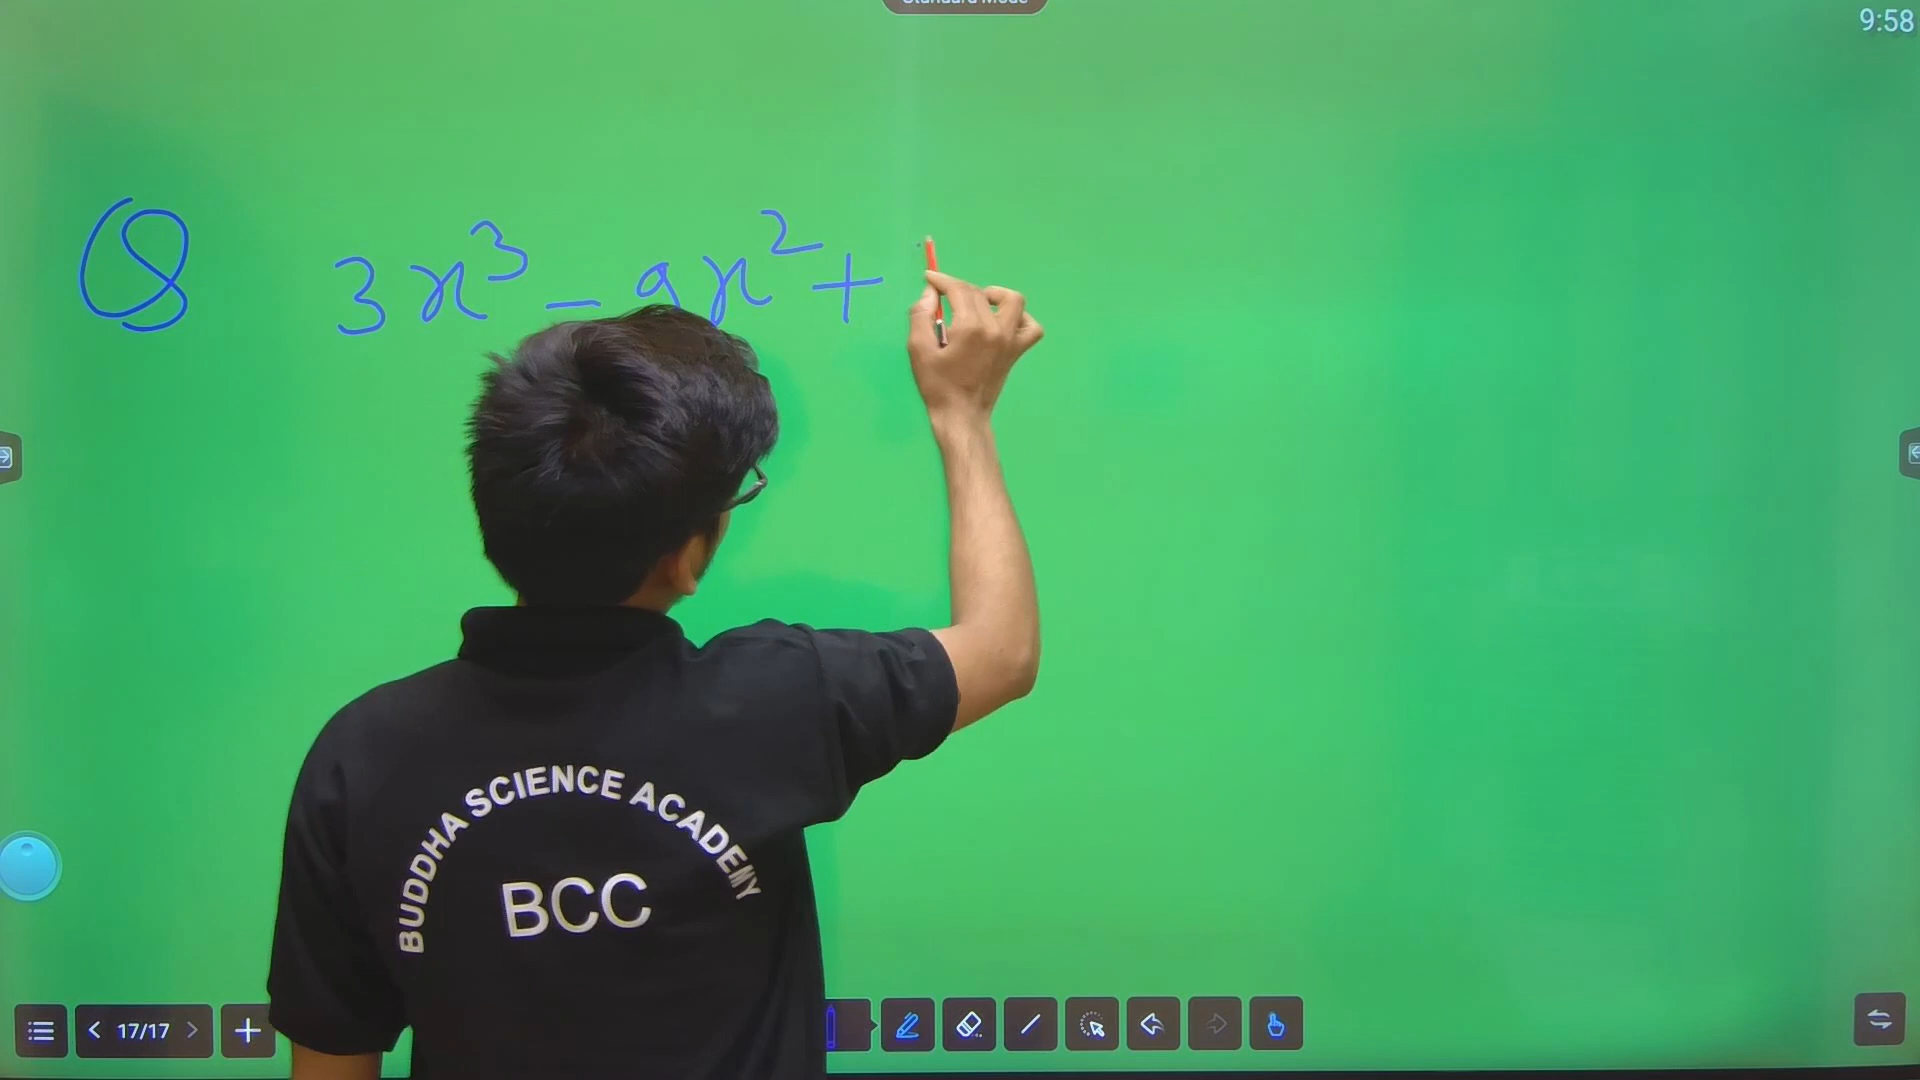 9:58
Q 3x³ - 9x² +
BUDDHA SCIENCE ACADEMY
BCC
17/17